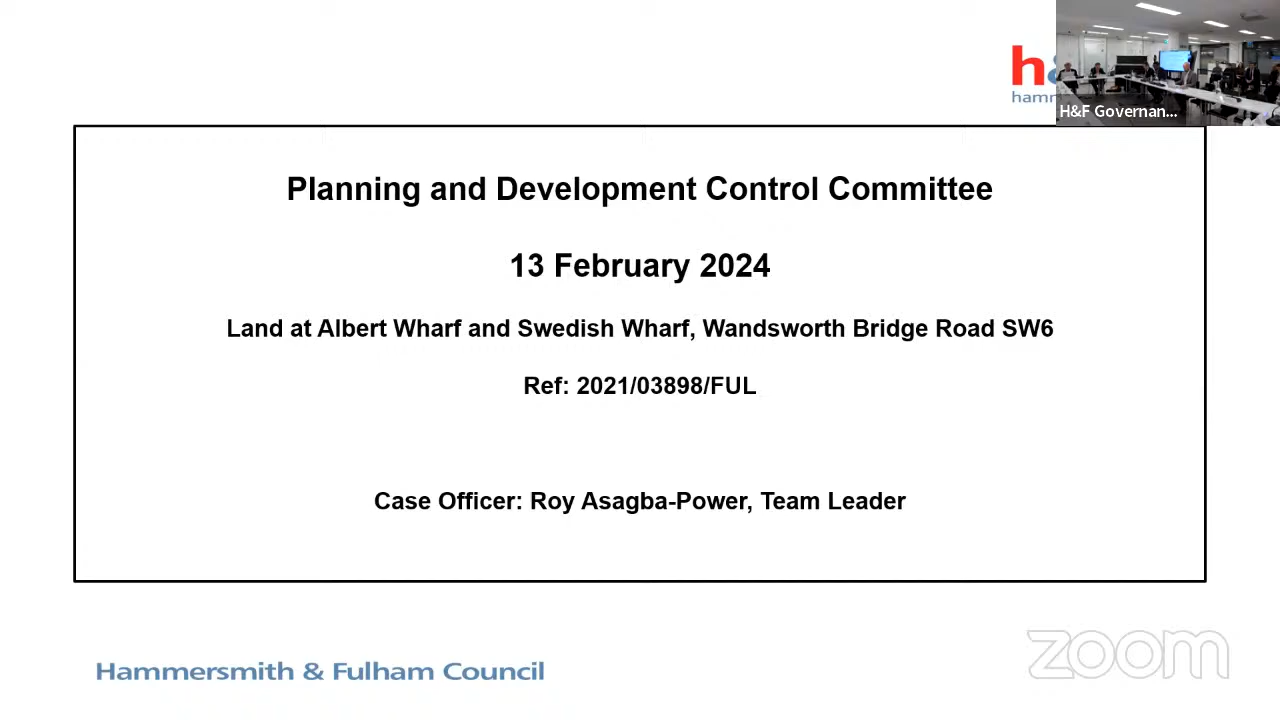 h&
hamm
H&F Governan...
Planning and Development Control Committee
13 February 2024
Land at Albert Wharf and Swedish Wharf, Wandsworth Bridge Road SW6
Ref: 2021/03898/FUL
Case Officer: Roy Asagba-Power, Team Leader
Hammersmith & Fulham Council
zoom